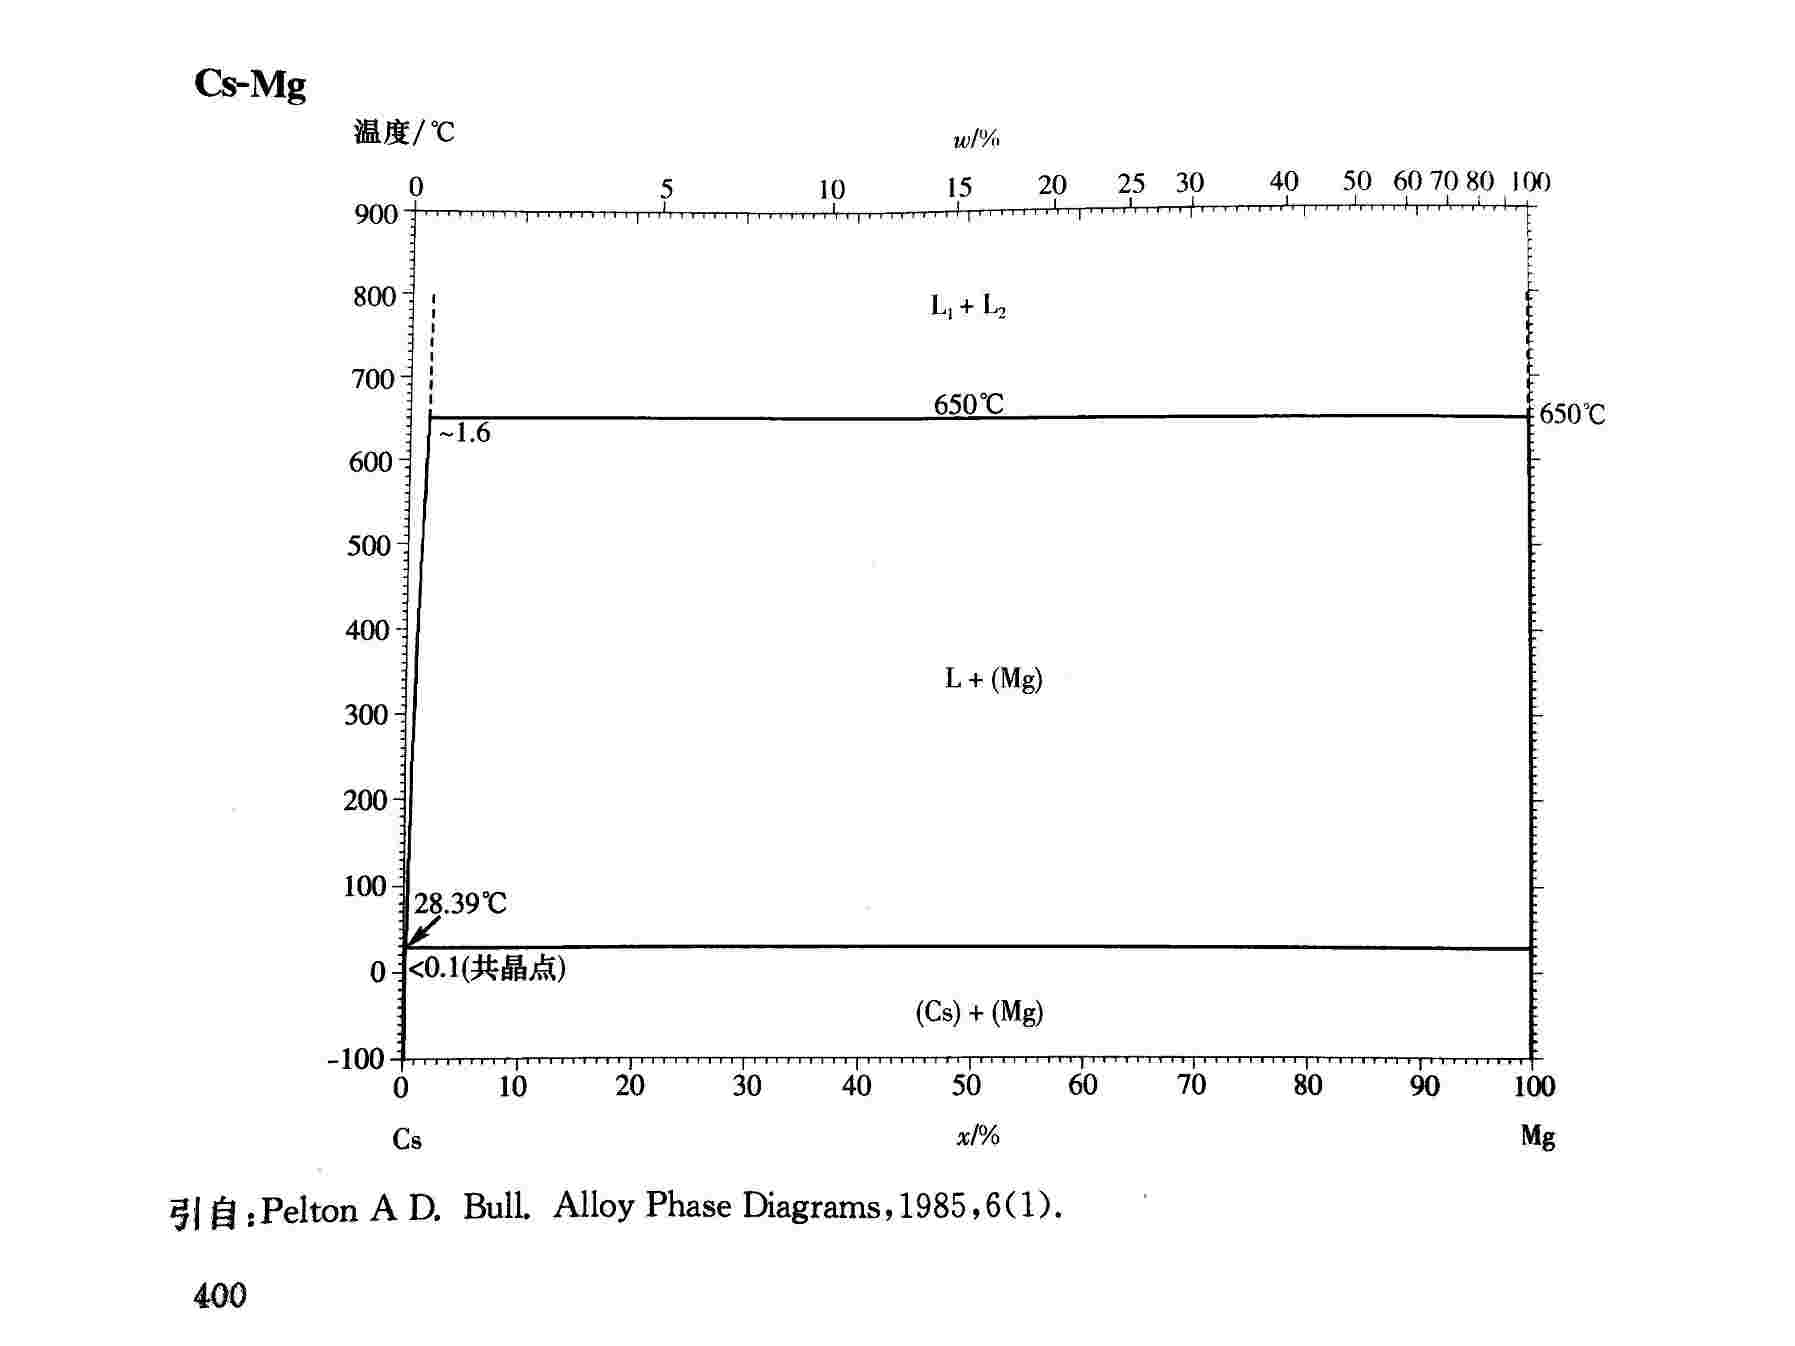 Cs-Mg
温度/℃
w/%
0 5 10 15 20 25 30 40 50 60 70 80 100
900
800
L₁ + L₂
700
650℃
650℃
~1.6
600
500
400
L + (Mg)
300
200
100
28.39℃
0
<0.1(共晶点)
(Cs) + (Mg)
-100
0 10 20 30 40 50 60 70 80 90 100
Cs x/% Mg
引自:Pelton A D. Bull. Alloy Phase Diagrams,1985,6(1).
400